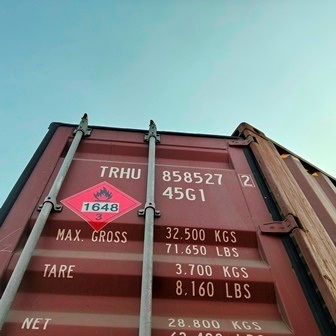 TRHU 858527 2
45G1
1648
3
MAX. GROSS 32.500 KGS
71.650 LBS
TARE 3.700 KGS
8.160 LBS
NET 28.800 KGS